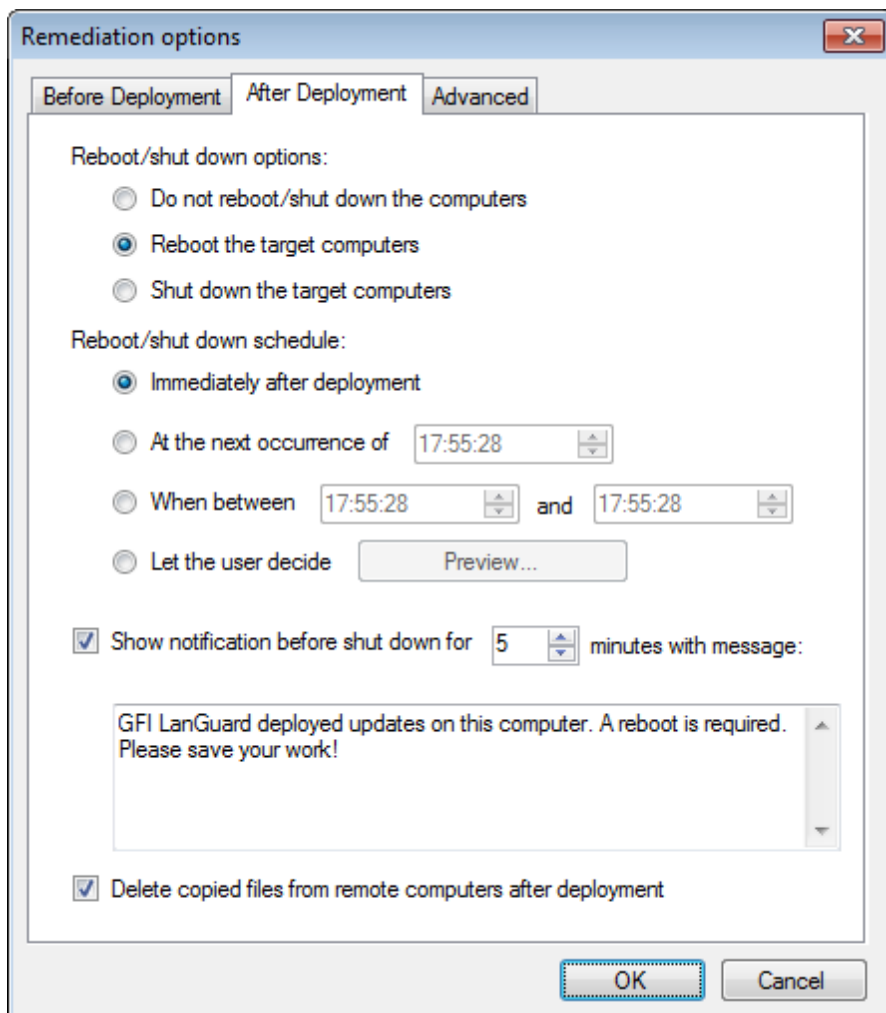 Remediation options
Before Deployment After Deployment Advanced
Reboot/shut down options:
Do not reboot/shut down the computers
Reboot the target computers
Shut down the target computers
Reboot/shut down schedule:
Immediately after deployment
At the next occurrence of 17:55:28
When between 17:55:28 and 17:55:28
Let the user decide Preview...
Show notification before shut down for 5 minutes with message:
GFI LanGuard deployed updates on this computer. A reboot is required.
Please save your work!
Delete copied files from remote computers after deployment
OK Cancel